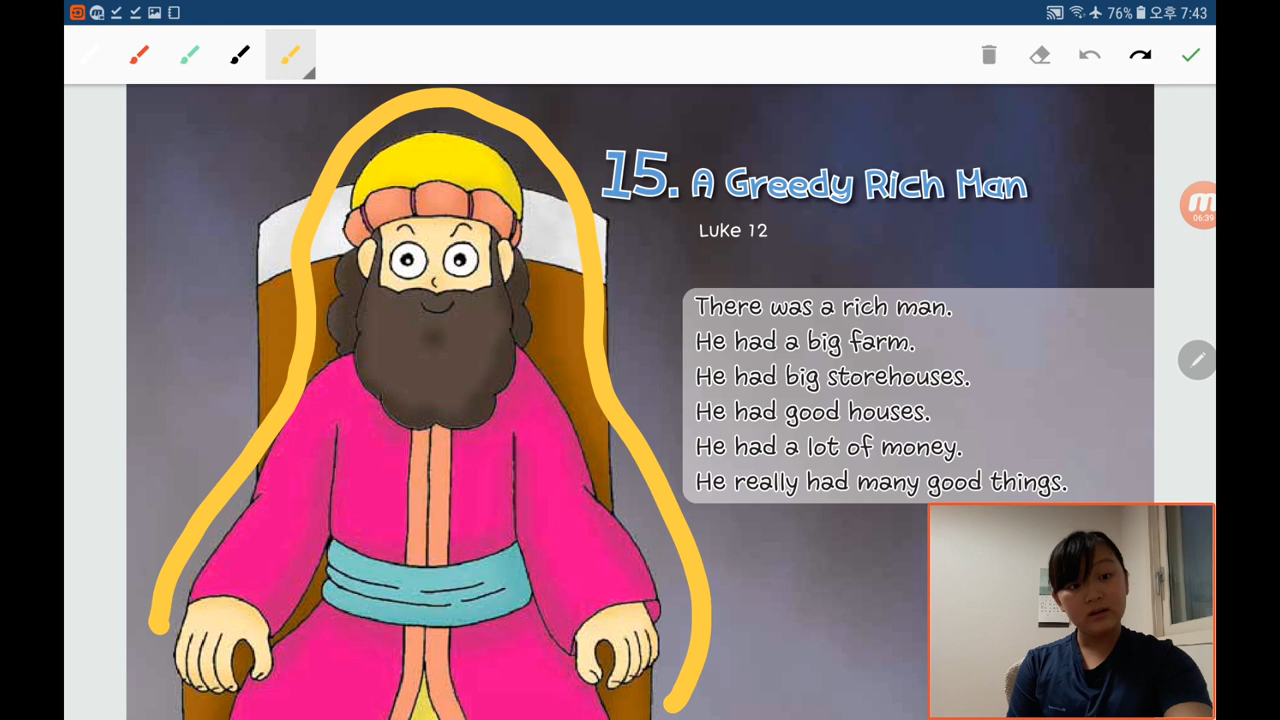 76% 오후 7:43
15. A Greedy Rich Man
Luke 12
06:39
There was a rich man.
He had a big farm.
He had big storehouses.
He had good houses.
He had a lot of money.
He really had many good things.